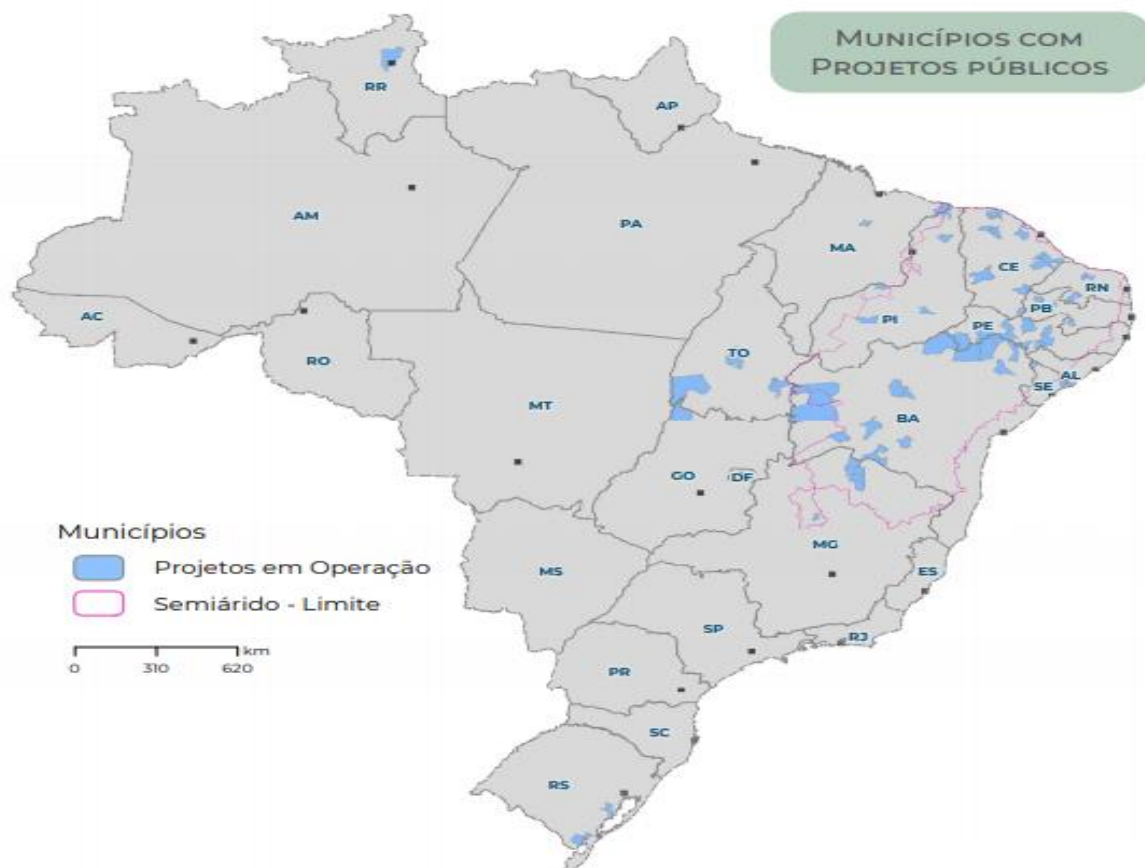 MUNICÍPIOS COM
PROJETOS PÚBLICOS
RR
AP
AM
PA
MA
CE
RN
PB
PI
PE
AC
TO
AL
SE
RO
BA
MT
GO
DF
Municípios
Projetos em Operação
MG
MS
ES
Semiárido - Limite
SP
RJ
km
0 310 620
PR
SC
RS